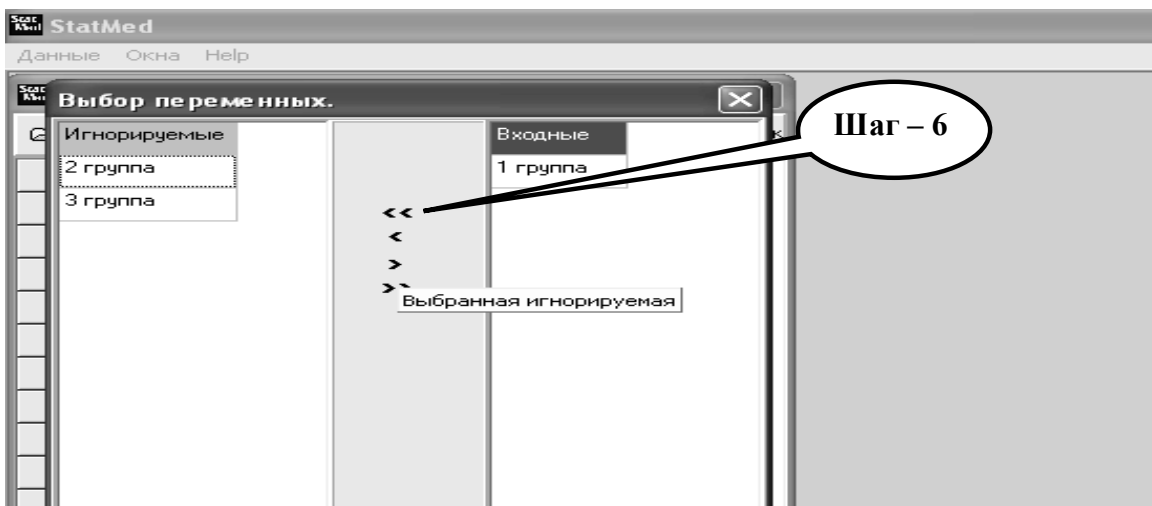 StatMed
Данные Окна Help
Выбор переменных.
Шаг – 6
Игнорируемые
Входные
2 группа
1 группа
3 группа
<<
<
>
>>
Выбранная игнорируемая